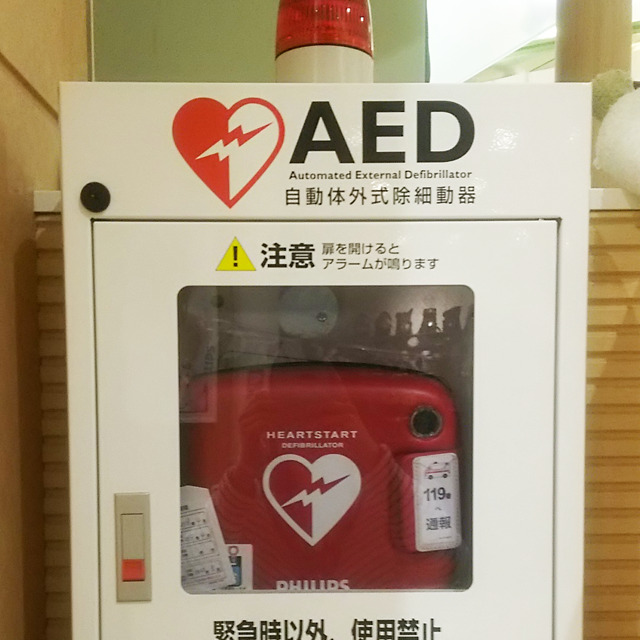 AED
Automated External Defibrillator
自動体外式除細動器
注意 扉を開けると
アラームが鳴ります
HEARTSTART
DEFIBRILLATOR
119番
へ
通報
PHILIPS
緊急時以外、使用禁止